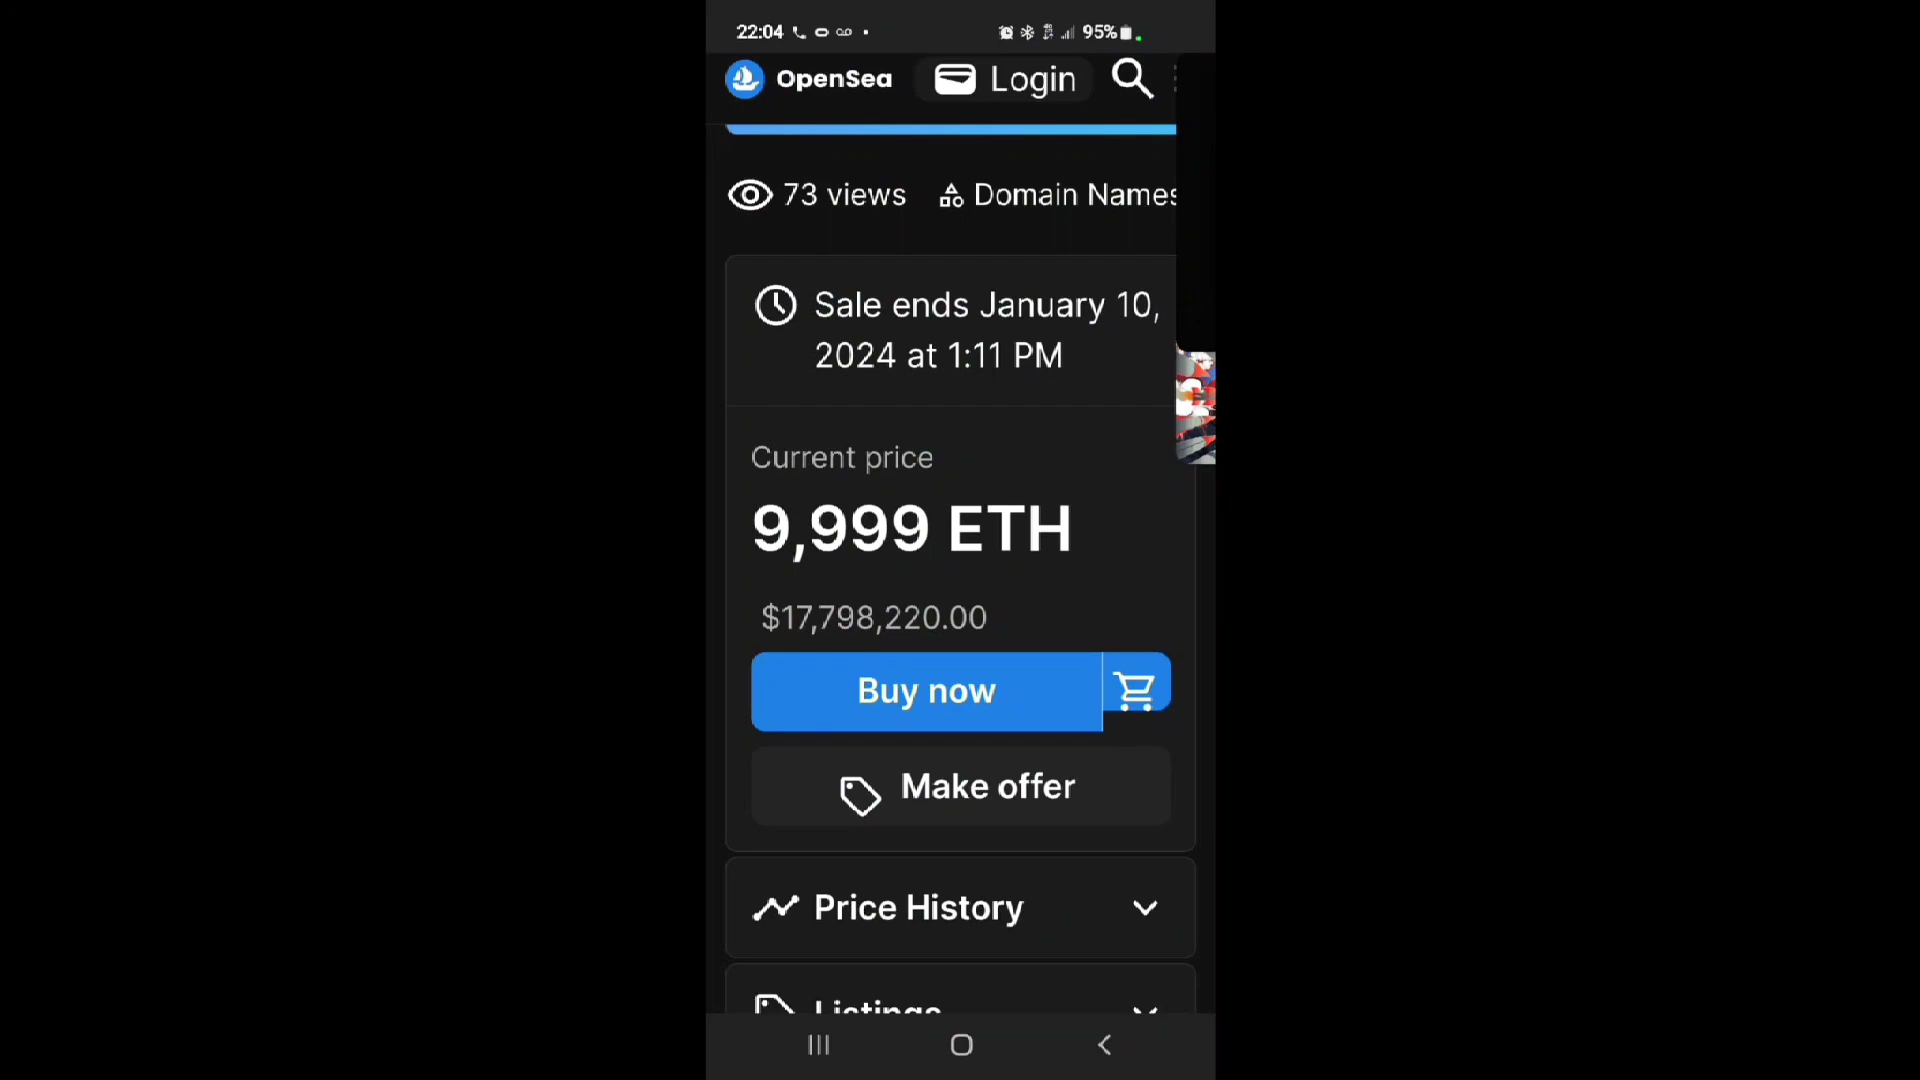 22:04 95%
OpenSea Login
73 views Domain Names
Sale ends January 10,
2024 at 1:11 PM
Current price
9,999 ETH
$17,798,220.00
Buy now
Make offer
Price History
Listings